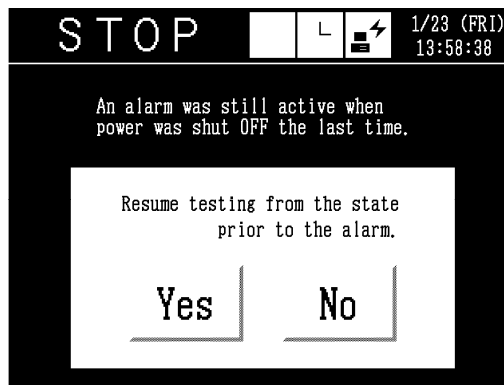 STOP
1/23 (FRI)
13:58:38
An alarm was still active when
power was shut OFF the last time.
Resume testing from the state
prior to the alarm.
Yes
No